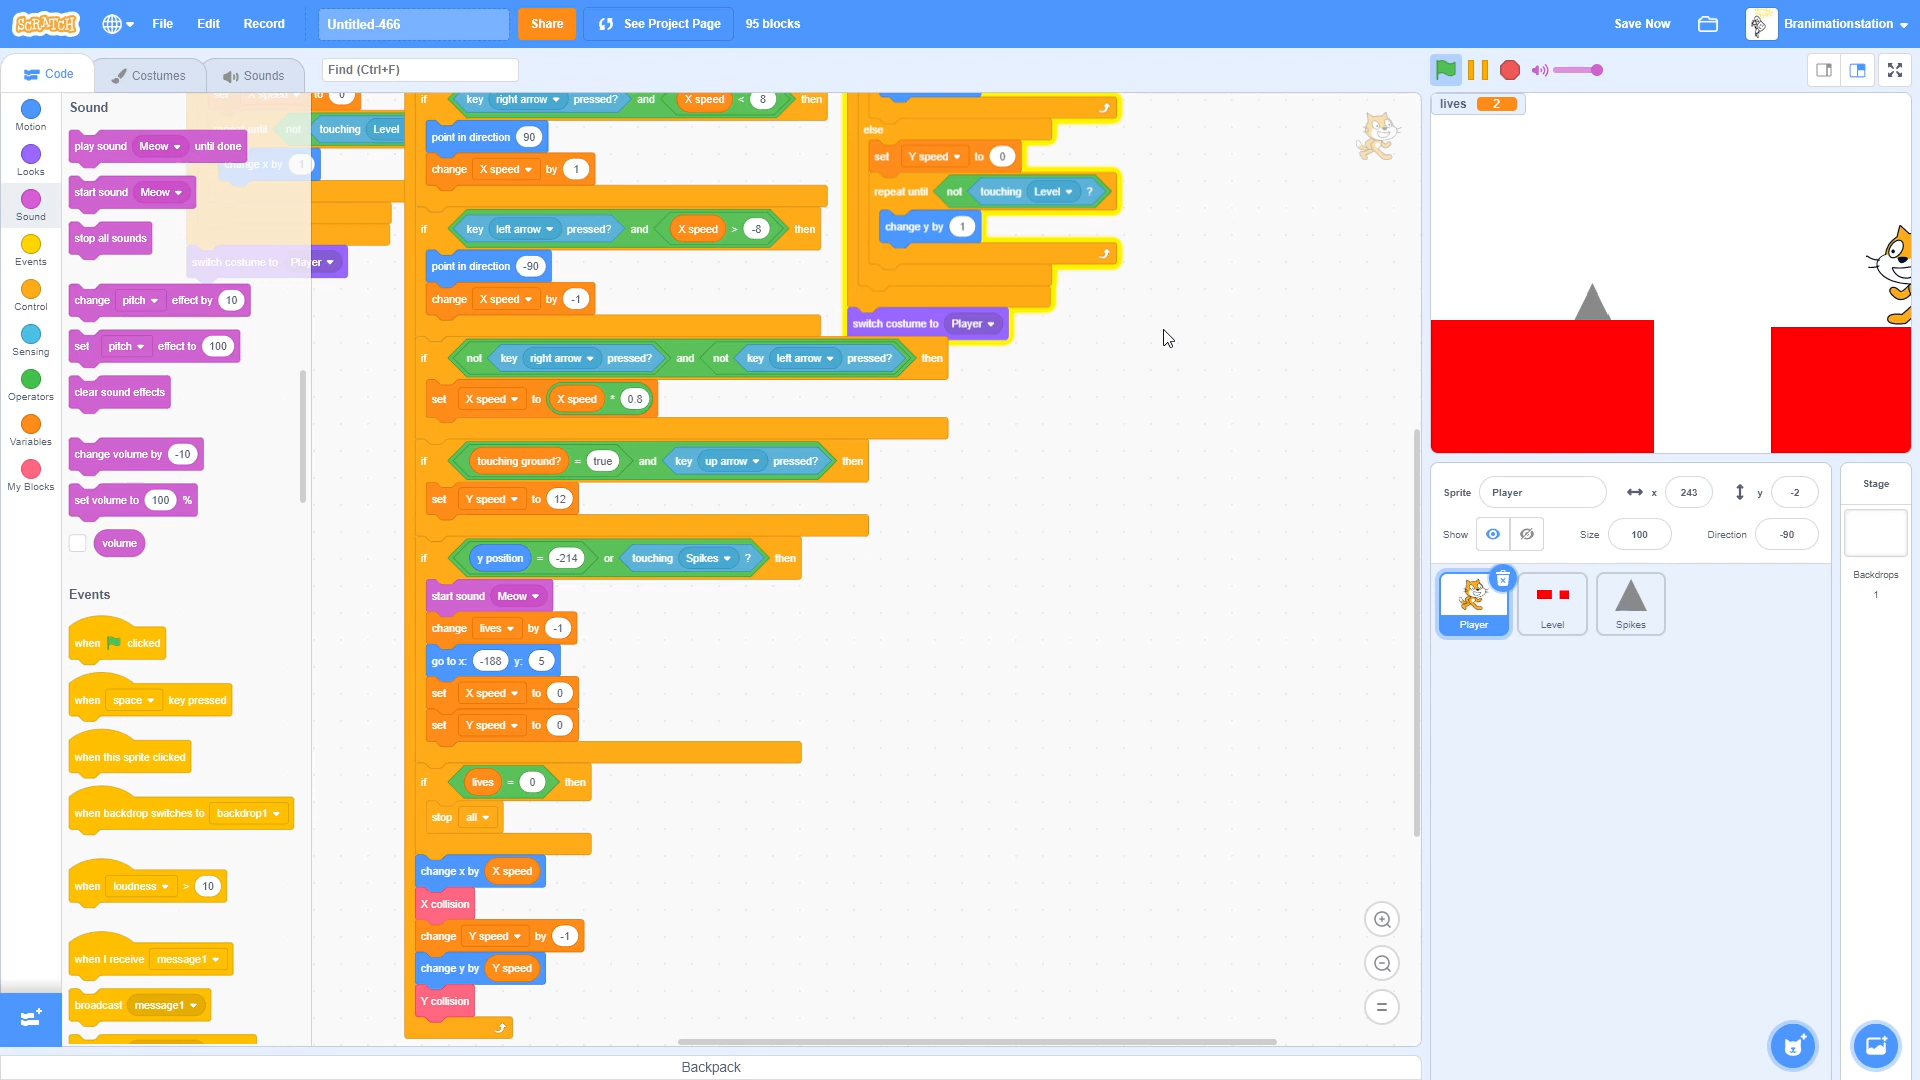 SCRATCH
File
Edit
Record
Untitled-466
Share
See Project Page
95 blocks
Save Now
Branimationstation
Code
Costumes
Sounds
Find (Ctrl+F)
Motion
Looks
Sound
Events
Control
Sensing
Operators
Variables
My Blocks
Sound
play sound Meow until done
start sound Meow
stop all sounds
change pitch effect by 10
set pitch effect to 100
clear sound effects
change volume by -10
set volume to 100 %
volume
Events
when clicked
when space key pressed
when this sprite clicked
when backdrop switches to backdrop1
when loudness > 10
when I receive message1
broadcast message1
to 0
not touching Level
change x by 1
switch costume to Player
if key right arrow pressed? and X speed < 8 then
point in direction 90
change X speed by 1
if key left arrow pressed? and X speed > -8 then
point in direction -90
change X speed by -1
if not key right arrow pressed? and not key left arrow pressed? then
set X speed to X speed * 0.8
if touching ground? = true and key up arrow pressed? then
set Y speed to 12
if y position = -214 or touching Spikes ? then
start sound Meow
change lives by -1
go to x: -188 y: 5
set X speed to 0
set Y speed to 0
if lives = 0 then
stop all
change x by X speed
X collision
change Y speed by -1
change y by Y speed
Y collision
else
set Y speed to 0
repeat until not touching Level ?
change y by 1
switch costume to Player
Backpack
lives 2
Sprite Player x 243 y -2
Show Size 100 Direction -90
Player
Level
Spikes
Stage
Backdrops
1